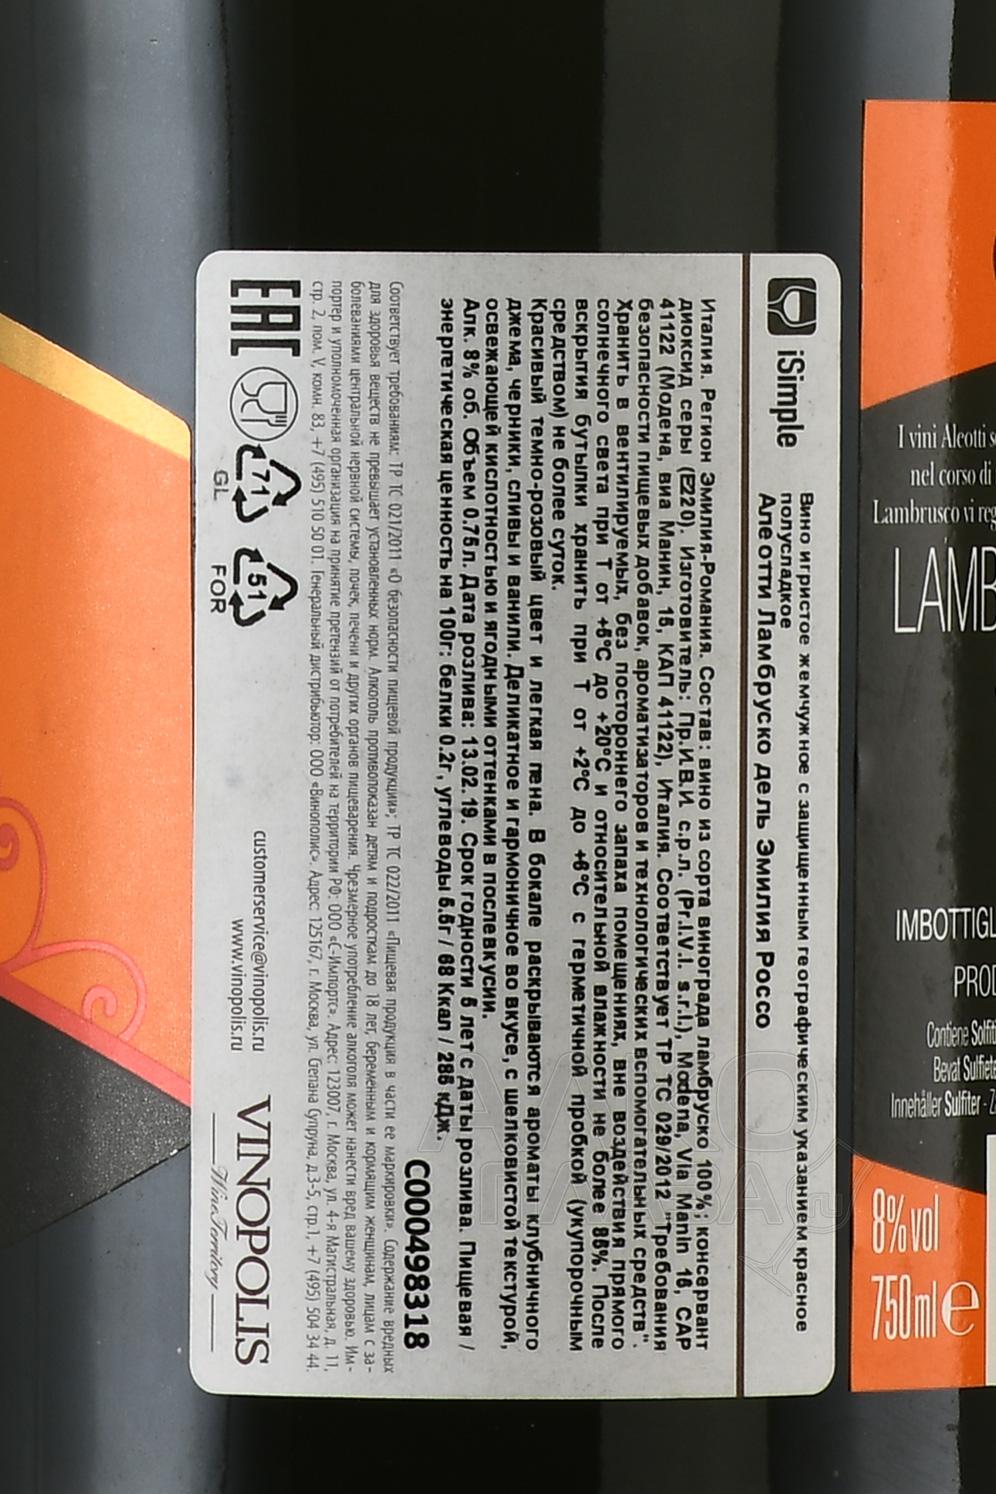 iSimple
Вино игристое жемчужное с защищенным географическим указанием красное
полусладкое
Алеотти Ламбруско дель Эмилия Россо
Италия. Регион Эмилия-Романия. Состав: вино из сорта винограда ламбруско 100%; консервант
диоксид серы (E220). Изготовитель: Пр.И.В.И с.р.л. (Pr.I.V.I. s.r.l.), Modena, Via Manin 15, CAP
41122 (Модена, виа Манин, 15, КАП 41122), Италия. Соответствует ТР ТС 029/2012 "Требования
безопасности пищевых добавок, ароматизаторов и технологических вспомогательных средств".
Хранить в вентилируемых, без постороннего запаха помещениях, вне воздействия прямого
солнечного света при Т от +5°С до +20°С и относительной влажности не более 85%. После
вскрытия бутылки хранить при Т от +2°С до +6°С с герметичной пробкой (укупорочным
средством) не более суток.
Красивый темно-розовый цвет и легкая пена. В бокале раскрываются ароматы клубничного
джема, черники, сливы и ванили. Деликатное и гармоничное во вкусе, с шелковистой текстурой,
освежающей кислотностью и ягодными оттенками в послевкусии.
Алк. 8% об. Объем 0,75л. Дата розлива: 13.02.19. Срок годности 5 лет с даты розлива. Пищевая /
энергетическая ценность на 100г: белки 0.2г, углеводы 5.5г / 68 Ккал / 286 кДж.
С000498318
Соответствует требованиям: ТР ТС 021/2011 «О безопасности пищевой продукции»; ТР ТС 022/2011 «Пищевая продукция в части ее маркировки». Содержание вредных
для здоровья веществ не превышает установленных норм. Алкоголь противопоказан детям и подросткам до 18 лет, беременным и кормящим женщинам, лицам с за-
болеваниями центральной нервной системы, почек, печени и других органов пищеварения. Чрезмерное употребление алкоголя может нанести вред вашему здоровью. Им-
портер и уполномоченная организация на принятие претензий от потребителей на территории РФ: ООО «С-Импортс». Адрес: 123007, г. Москва, ул. 4-я Магистральная, д. 11,
стр. 2, пом. V, комн. 83, +7 (495) 510 50 01. Генеральный дистрибьютор: ООО «Винополис». Адрес: 125167, г. Москва, ул. Степана Супруна, д.3-5, стр.1, +7 (495) 504 34 44.
EAC
71
GL
51
FOR
customerservice@vinopolis.ru
www.vinopolis.ru
VINOPOLIS
Wine Territory
I vini Aleotti
nel corso di
Lambrusco vi
LAMB
IMBOTTIGL
PROD
Contiene Solfit
Bevat Sulfiete
Innehåller Sulfiter -
8% vol
750 ml e